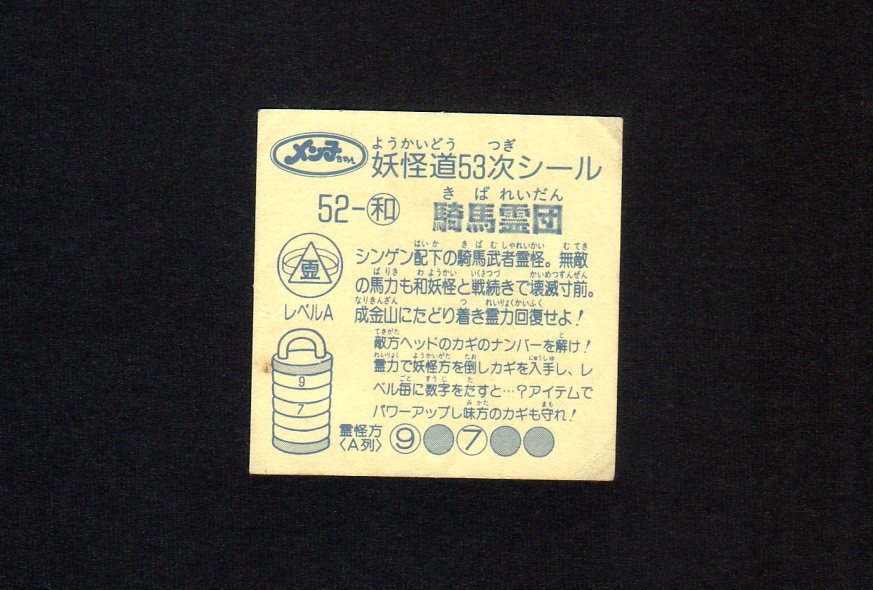 メン子ちゃん
ようかいどう つぎ
妖怪道53次シール
52-㊥和
きばれいだん
騎馬霊団
霊
レベルA
はいか きばむしゃれいかい むてき
シンゲン配下の騎馬武者霊怪。無敵
ばりき わようかい いくさつづ かいめつすんぜん
の馬力も和妖怪と戦続きで壊滅寸前。
なりきんざん つ れいりょくかいふく
成金山にたどり着き霊力回復せよ!
てきがた と
敵方ヘッドのカギのナンバーを解け!
れいりょく ようかいがた たお にゅうしゅ
霊力で妖怪方を倒しカギを入手し、レ
ごと すうじ た
ベル毎に数字をたすと…?アイテムで
みかた まも
パワーアップし味方のカギも守れ!
9
7
霊怪方
〈A列〉 ⑨ ⑦